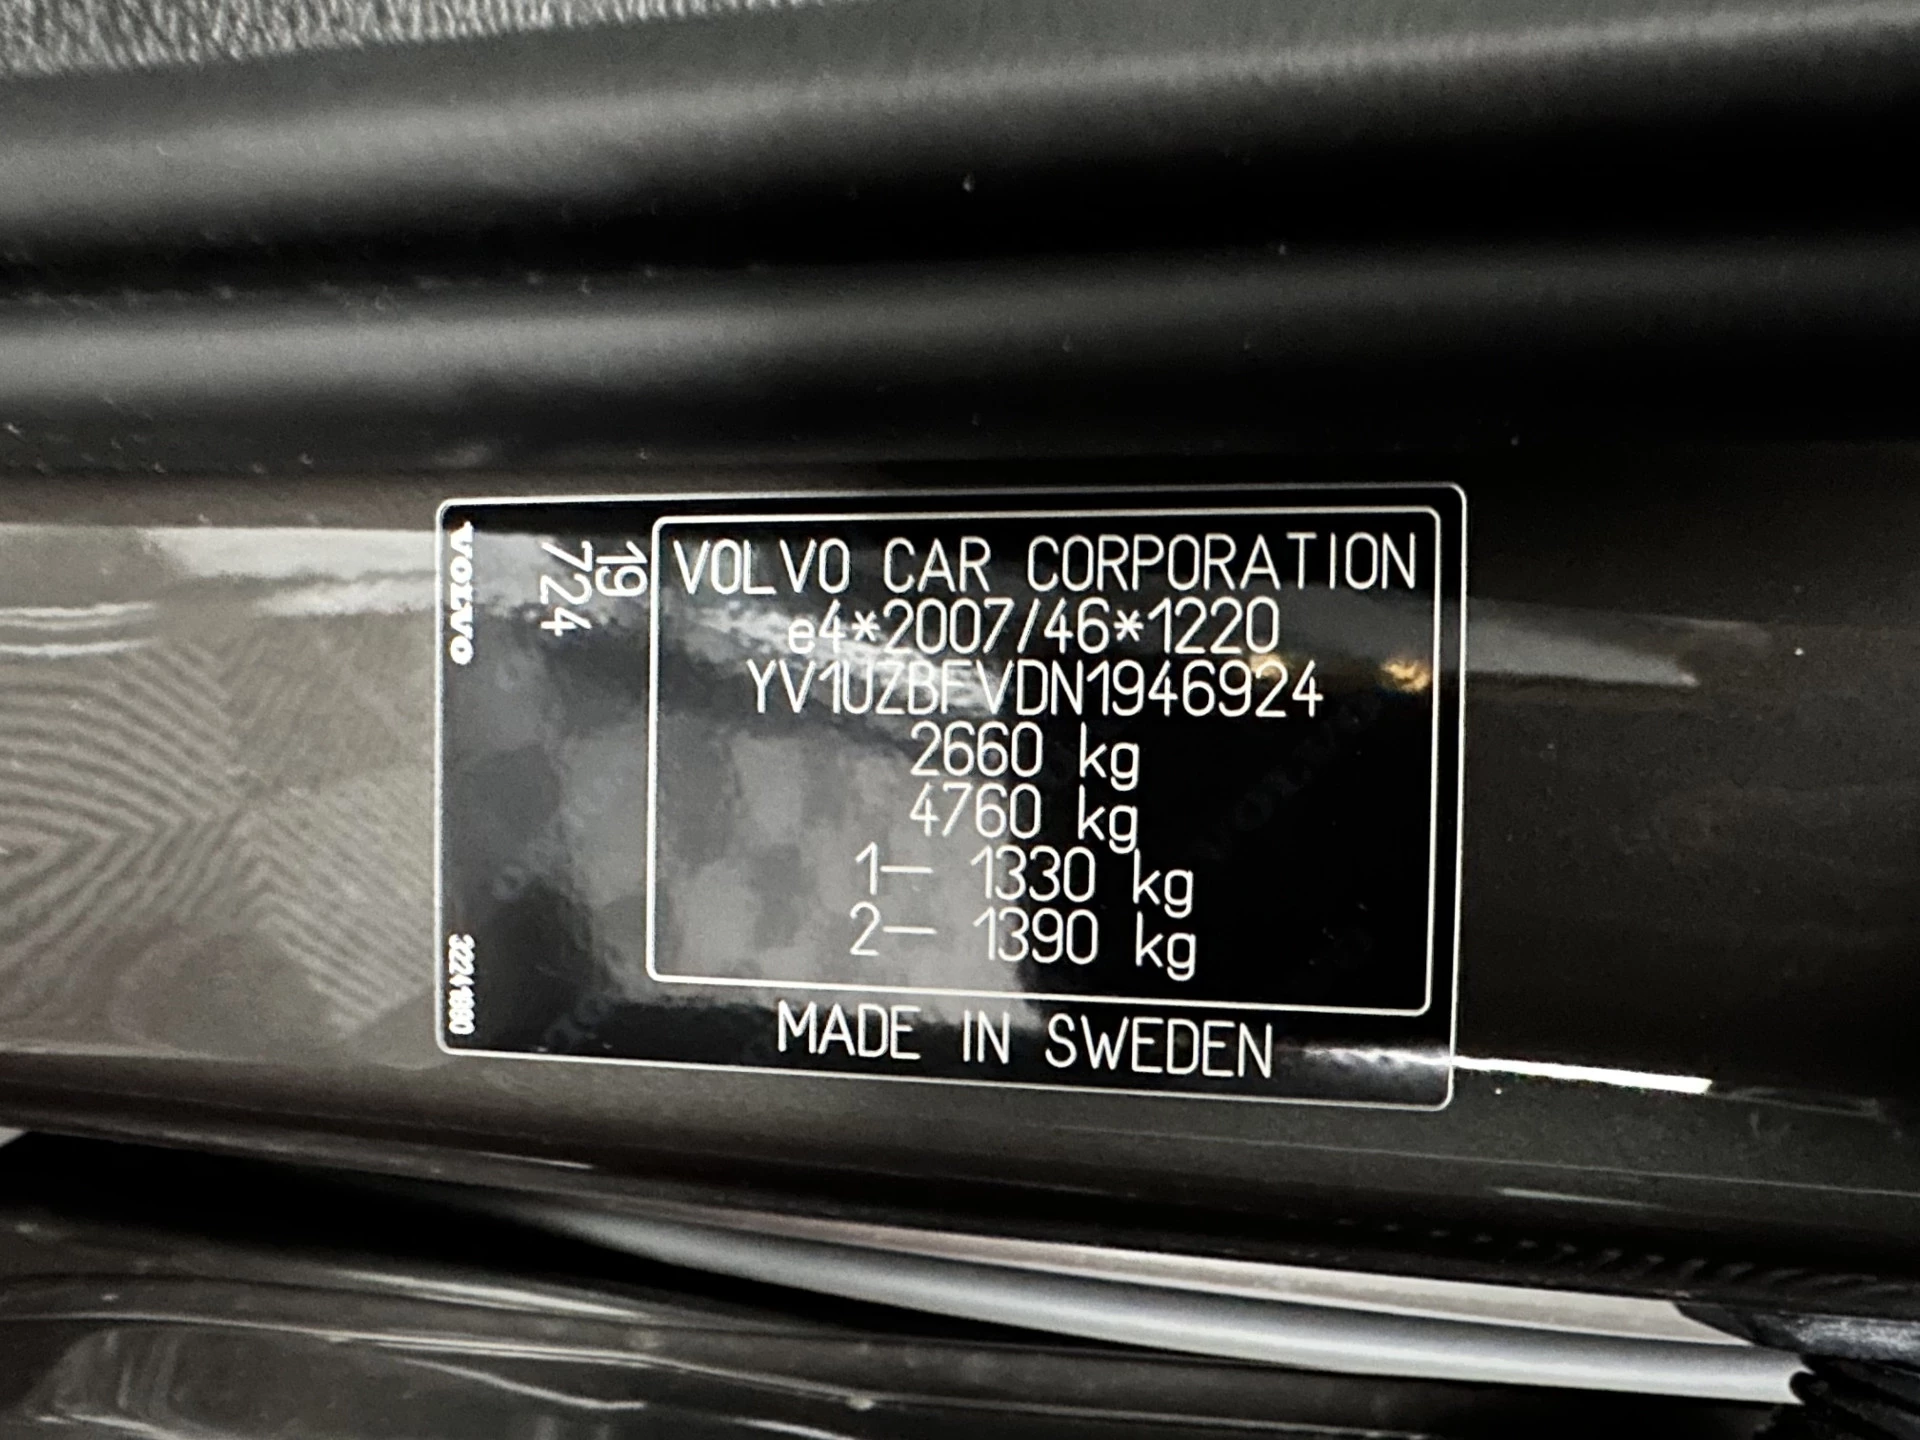 VOLVO
19
724
32241980
VOLVO CAR CORPORATION
e4*2007/46*1220
YV1UZBFVDN1946924
2660 kg
4760 kg
1– 1330 kg
2– 1390 kg
MADE IN SWEDEN